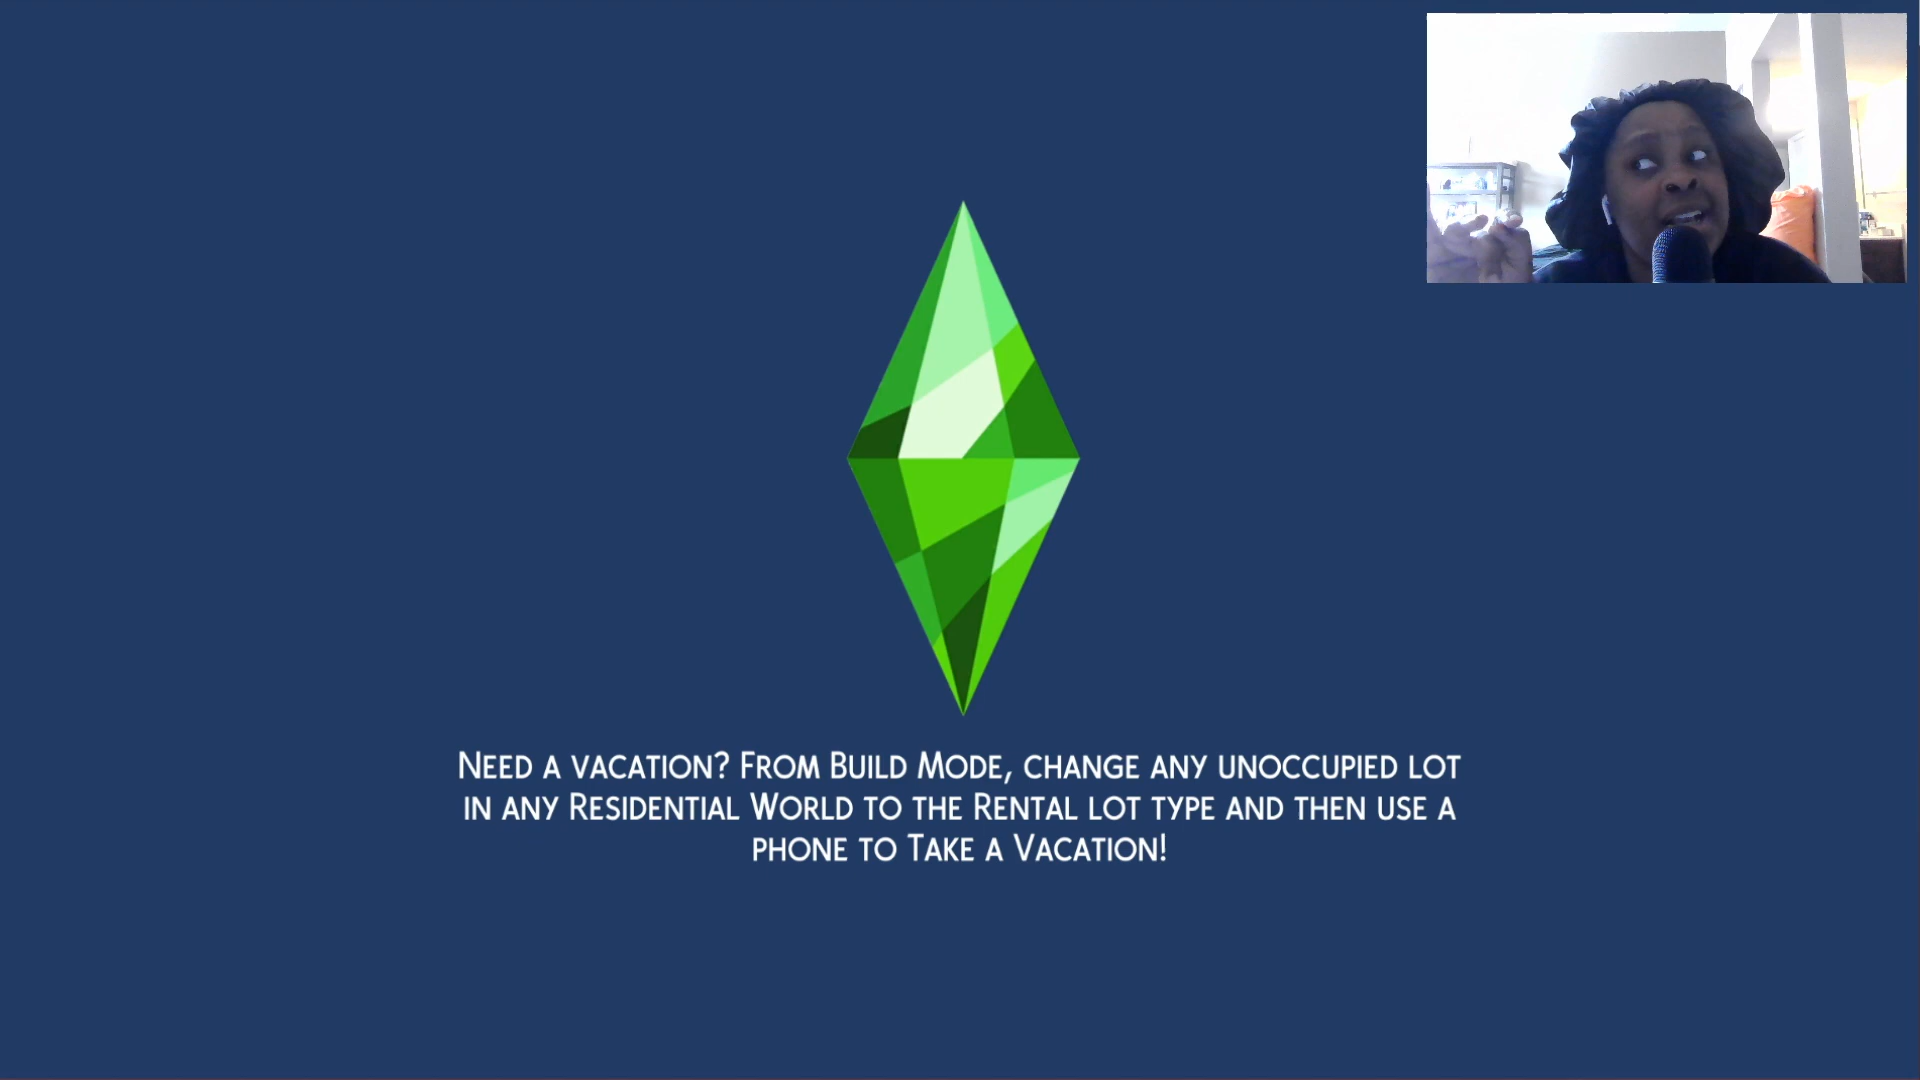 Need a vacation? From Build Mode, change any unoccupied lot
in any Residential World to the Rental lot type and then use a
phone to Take a Vacation!